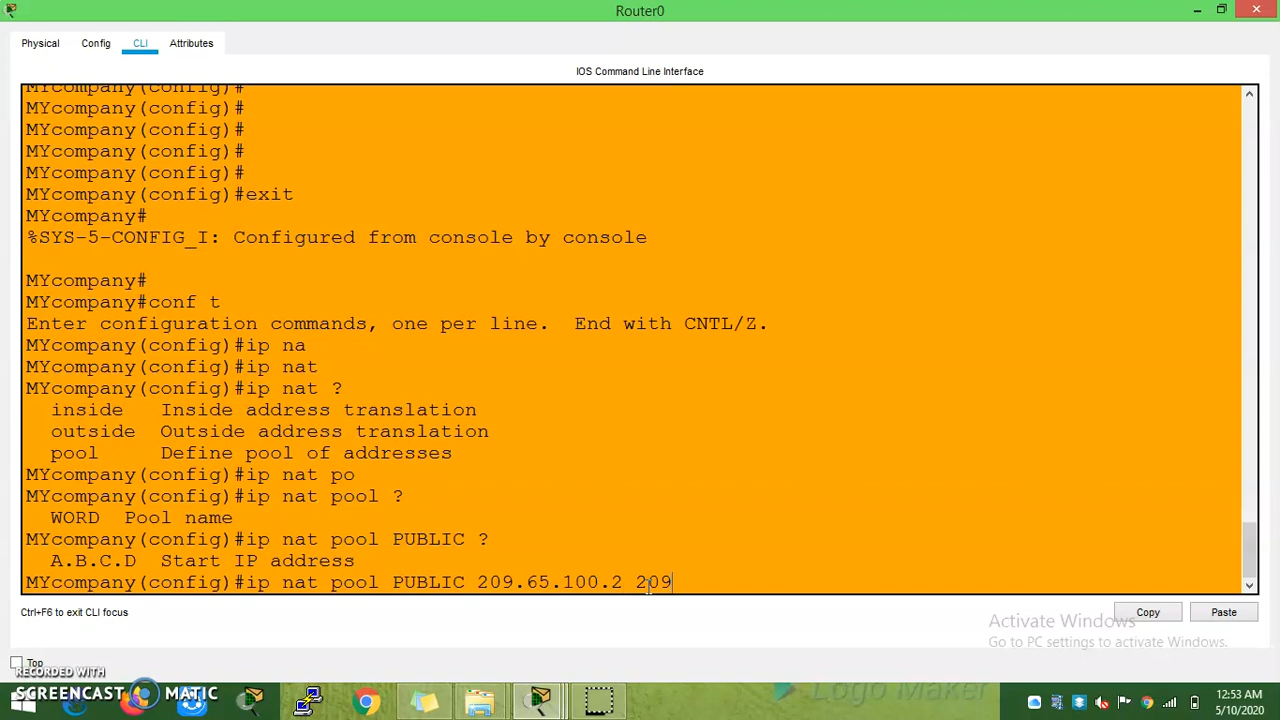 Router0
Physical Config CLI Attributes
IOS Command Line Interface
MYcompany(config)#
MYcompany(config)#
MYcompany(config)#
MYcompany(config)#
MYcompany(config)#
MYcompany(config)#exit
MYcompany#
%SYS-5-CONFIG_I: Configured from console by console
MYcompany#
MYcompany#conf t
Enter configuration commands, one per line.  End with CNTL/Z.
MYcompany(config)#ip na
MYcompany(config)#ip nat
MYcompany(config)#ip nat ?
inside   Inside address translation
outside  Outside address translation
pool     Define pool of addresses
MYcompany(config)#ip nat po
MYcompany(config)#ip nat pool ?
WORD  Pool name
MYcompany(config)#ip nat pool PUBLIC ?
A.B.C.D  Start IP address
MYcompany(config)#ip nat pool PUBLIC 209.65.100.2 209
Ctrl+F6 to exit CLI focus
Copy Paste
Activate Windows
Go to PC settings to activate Windows.
Top
RECORDED WITH
SCREENCAST MATIC
Logo Maker
12:53 AM
5/10/2020